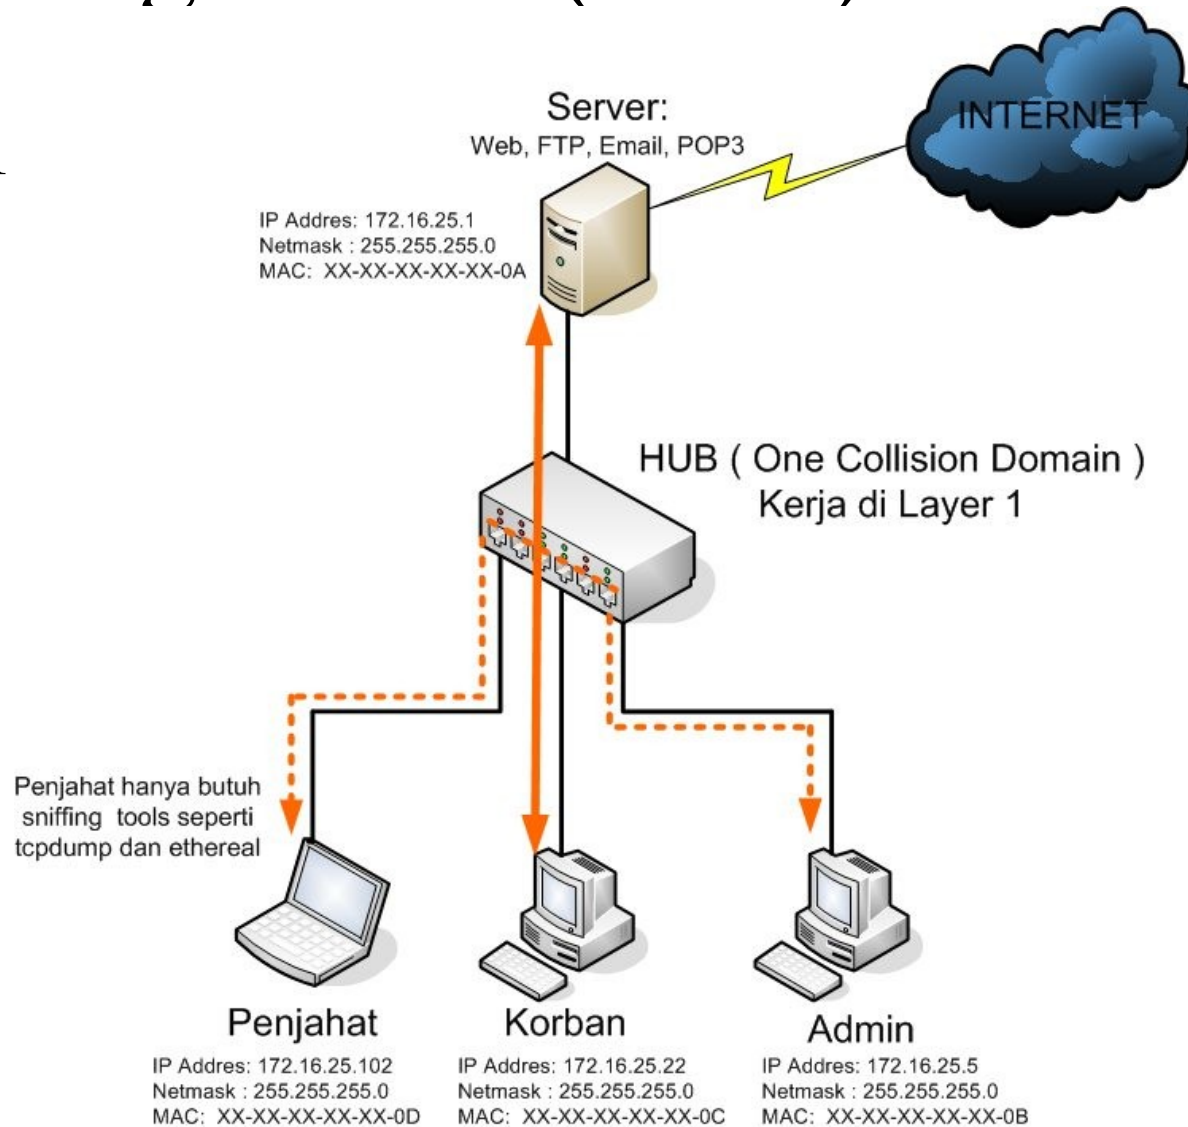 INTERNET
Server:
Web, FTP, Email, POP3
IP Addres: 172.16.25.1
Netmask : 255.255.255.0
MAC: XX-XX-XX-XX-XX-0A
HUB ( One Collision Domain )
Kerja di Layer 1
Penjahat hanya butuh
sniffing tools seperti
tcpdump dan ethereal
Penjahat
IP Addres: 172.16.25.102
Netmask : 255.255.255.0
MAC: XX-XX-XX-XX-XX-0D
Korban
IP Addres: 172.16.25.22
Netmask : 255.255.255.0
MAC: XX-XX-XX-XX-XX-0C
Admin
IP Addres: 172.16.25.5
Netmask : 255.255.255.0
MAC: XX-XX-XX-XX-XX-0B